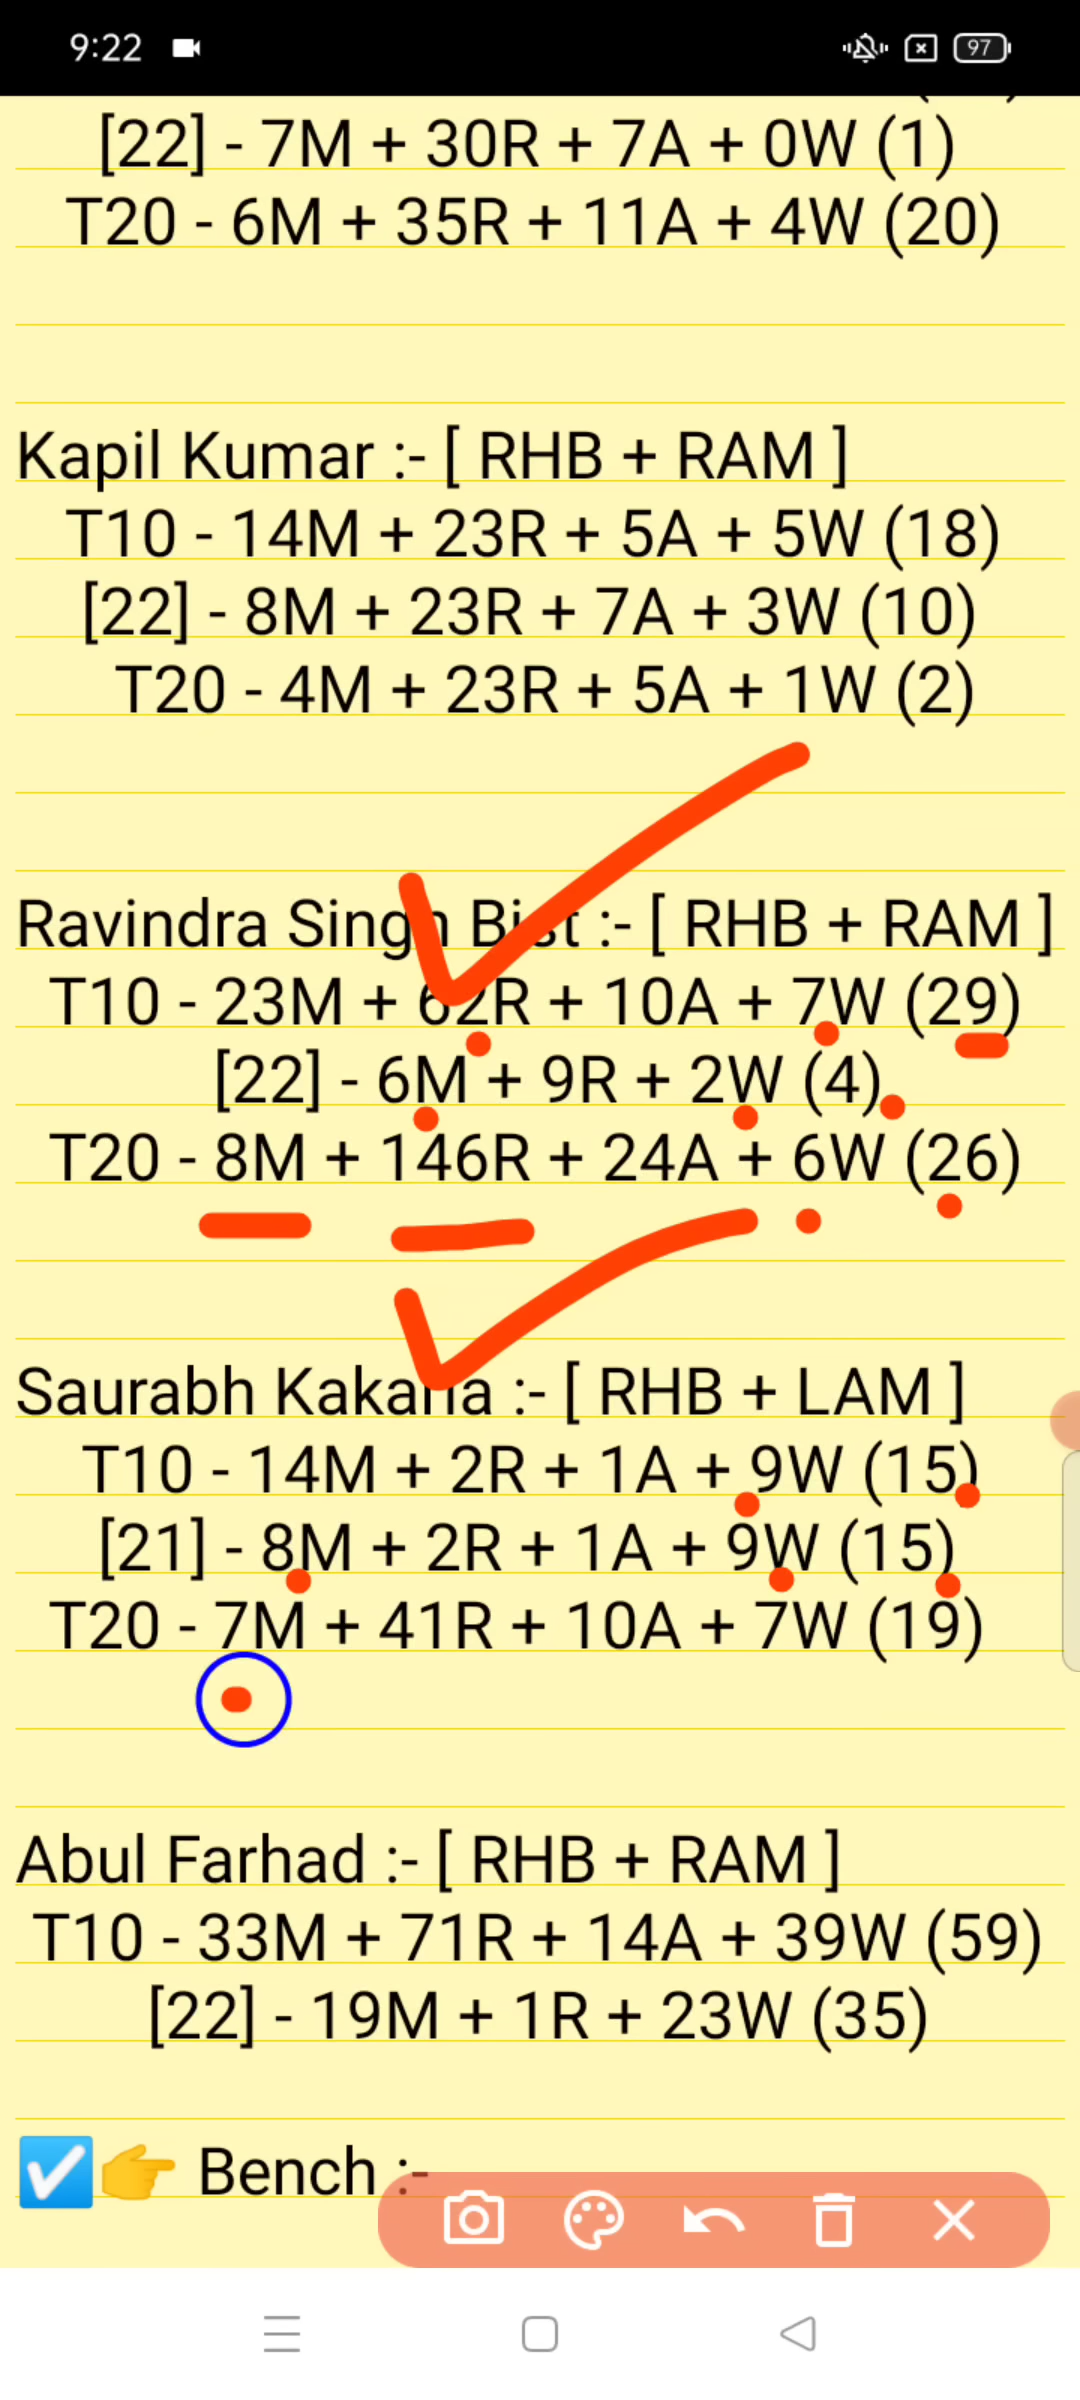 9:22
97
[22] - 7M + 30R + 7A + 0W (1)
T20 - 6M + 35R + 11A + 4W (20)
Kapil Kumar :- [ RHB + RAM ]
T10 - 14M + 23R + 5A + 5W (18)
[22] - 8M + 23R + 7A + 3W (10)
T20 - 4M + 23R + 5A + 1W (2)
Ravindra Singh Bist :- [ RHB + RAM ]
T10 - 23M + 62R + 10A + 7W (29)
[22] - 6M + 9R + 2W (4)
T20 - 8M + 146R + 24A + 6W (26)
Saurabh :- [ RHB + LAM ]
T10 - 14M + 2R + 1A + 9W (15)
[21] - 8M + 2R + 1A + 9W (15)
T20 - 7M + 41R + 10A + 7W (19)
Abul Farhad :- [ RHB + RAM ]
T10 - 33M + 71R + 14A + 39W (59)
[22] - 19M + 1R + 23W (35)
☑👉 Bench :-